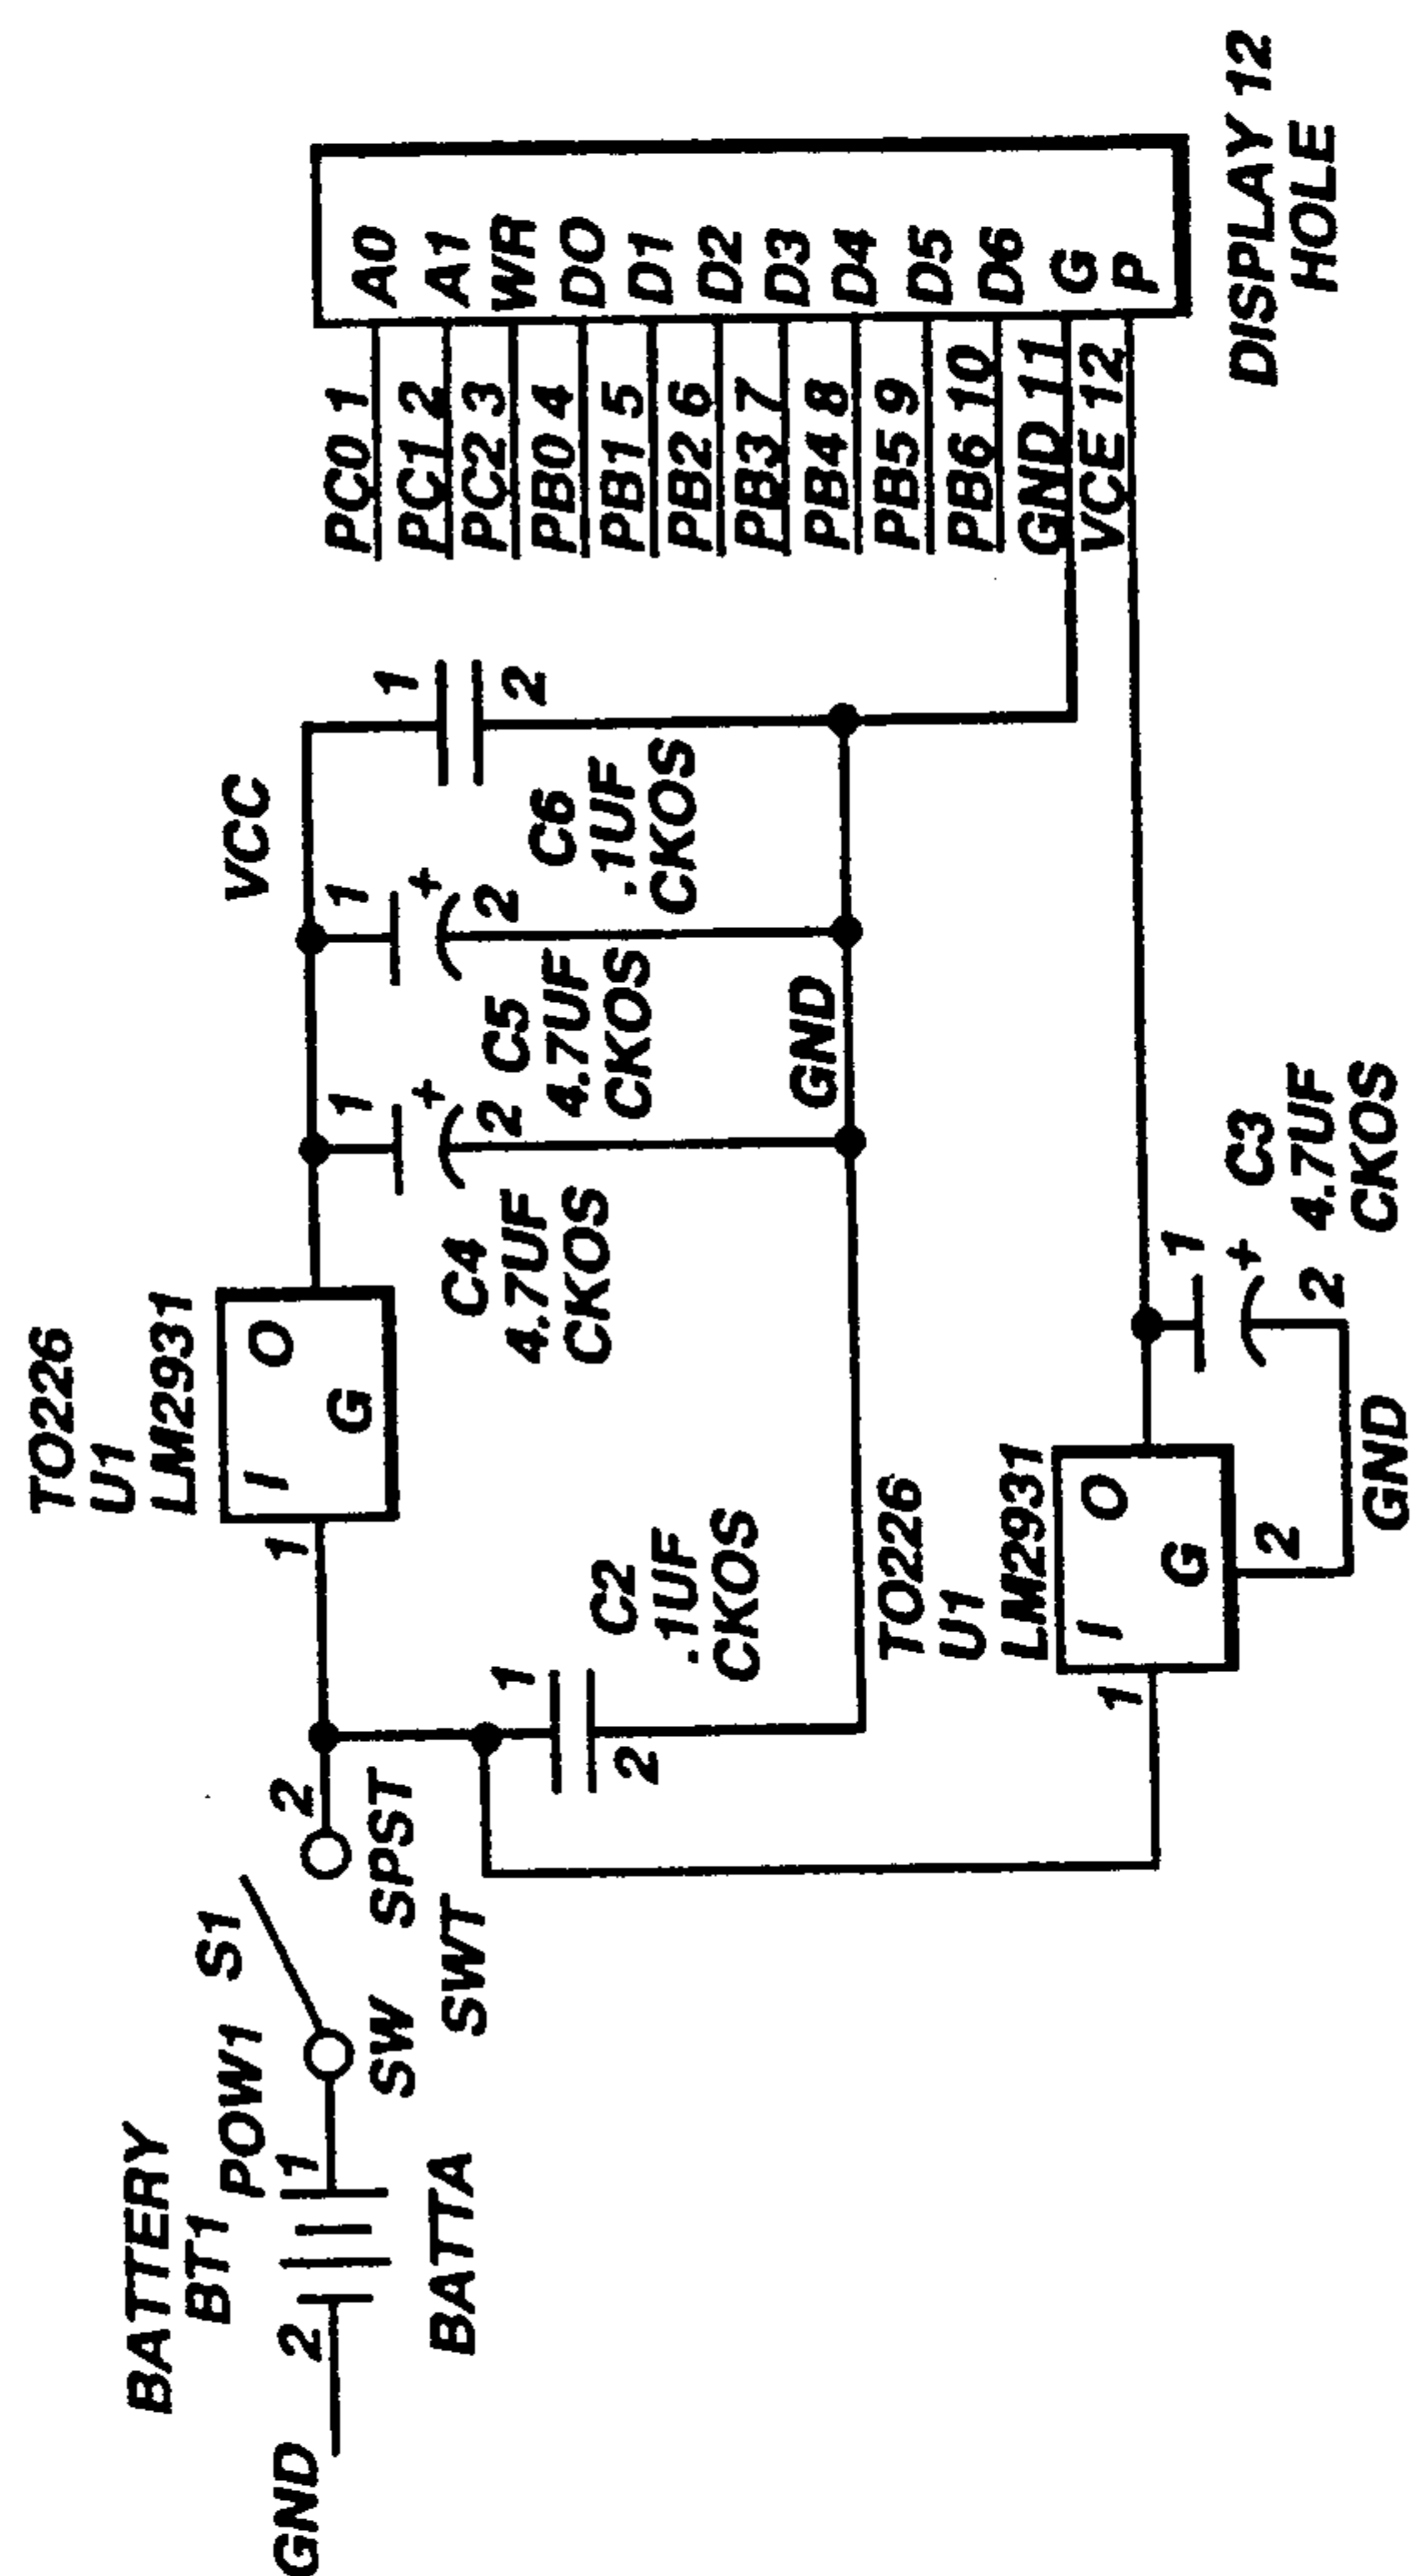 TO226
U1
LM2931
I
O
G
1
VCC
BATTERY
BT1
POW1
S1
1
2
2
GND
BATTA
SW
SPST
SWT
1
2
C2
.1UF
CKOS
1
+
2
C4
4.7UF
CKOS
1
+
2
C5
4.7UF
CKOS
1
2
C6
.1UF
CKOS
GND
TO226
U1
LM2931
I
O
G
1
2
GND
1
+
2
C3
4.7UF
CKOS
PC0 1 A0
PC1 2 A1
PC2 3 WR
PB0 4 DO
PB1 5 D1
PB2 6 D2
PB3 7 D3
PB4 8 D4
PB5 9 D5
PB6 10 D6
GND 11 G
VCE 12 P
DISPLAY 12
HOLE